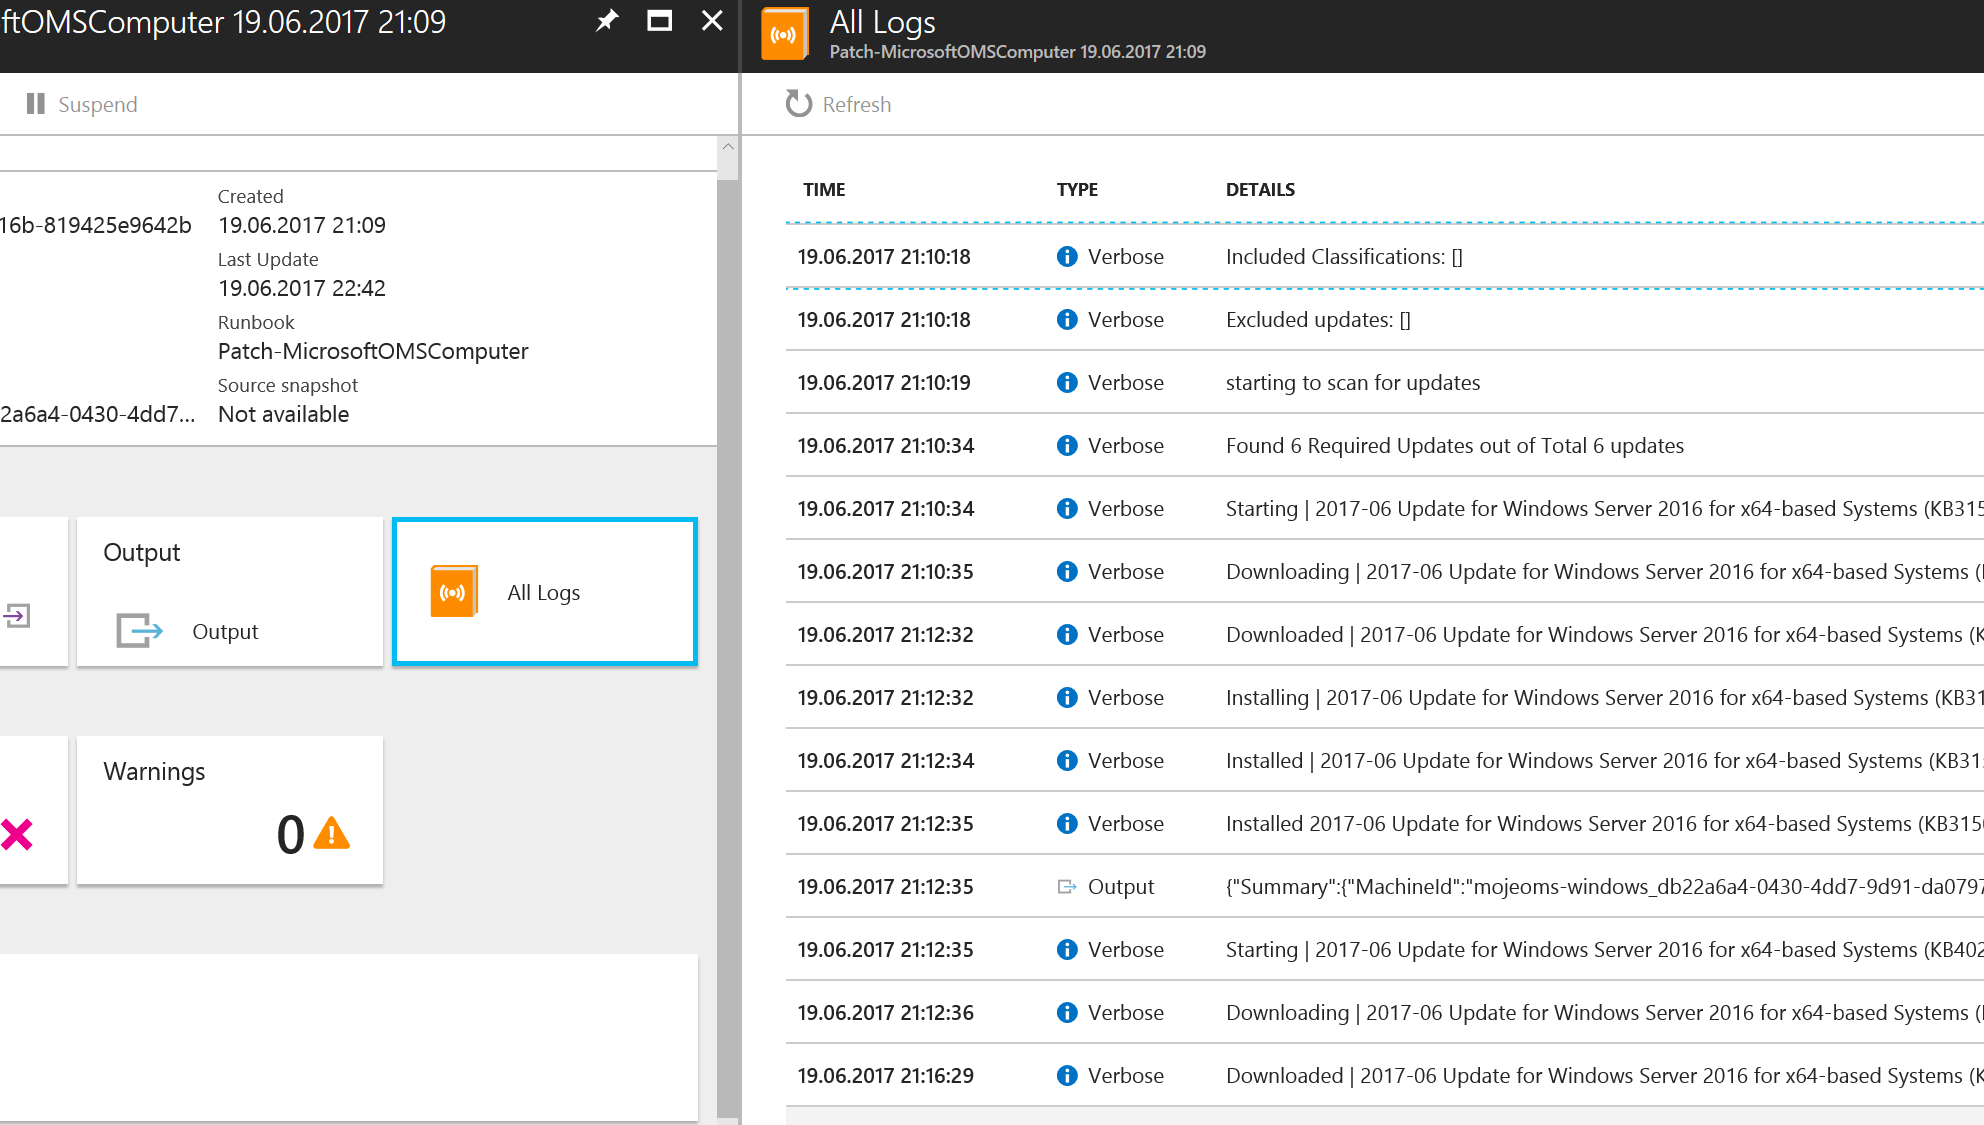 ftOMSComputer 19.06.2017 21:09
Suspend
16b-819425e9642b
Created
19.06.2017 21:09
Last Update
19.06.2017 22:42
Runbook
Patch-MicrosoftOMSComputer
Source snapshot
2a6a4-0430-4dd7... Not available
Output
Output
All Logs
Warnings
0
All Logs
Patch-MicrosoftOMSComputer 19.06.2017 21:09
Refresh
TIME TYPE DETAILS
19.06.2017 21:10:18 Verbose Included Classifications: []
19.06.2017 21:10:18 Verbose Excluded updates: []
19.06.2017 21:10:19 Verbose starting to scan for updates
19.06.2017 21:10:34 Verbose Found 6 Required Updates out of Total 6 updates
19.06.2017 21:10:34 Verbose Starting | 2017-06 Update for Windows Server 2016 for x64-based Systems (KB315
19.06.2017 21:10:35 Verbose Downloading | 2017-06 Update for Windows Server 2016 for x64-based Systems (
19.06.2017 21:12:32 Verbose Downloaded | 2017-06 Update for Windows Server 2016 for x64-based Systems (K
19.06.2017 21:12:32 Verbose Installing | 2017-06 Update for Windows Server 2016 for x64-based Systems (KB31
19.06.2017 21:12:34 Verbose Installed | 2017-06 Update for Windows Server 2016 for x64-based Systems (KB31
19.06.2017 21:12:35 Verbose Installed 2017-06 Update for Windows Server 2016 for x64-based Systems (KB315
19.06.2017 21:12:35 Output {"Summary":{"MachineId":"mojeoms-windows_db22a6a4-0430-4dd7-9d91-da0797
19.06.2017 21:12:35 Verbose Starting | 2017-06 Update for Windows Server 2016 for x64-based Systems (KB402
19.06.2017 21:12:36 Verbose Downloading | 2017-06 Update for Windows Server 2016 for x64-based Systems (
19.06.2017 21:16:29 Verbose Downloaded | 2017-06 Update for Windows Server 2016 for x64-based Systems (K